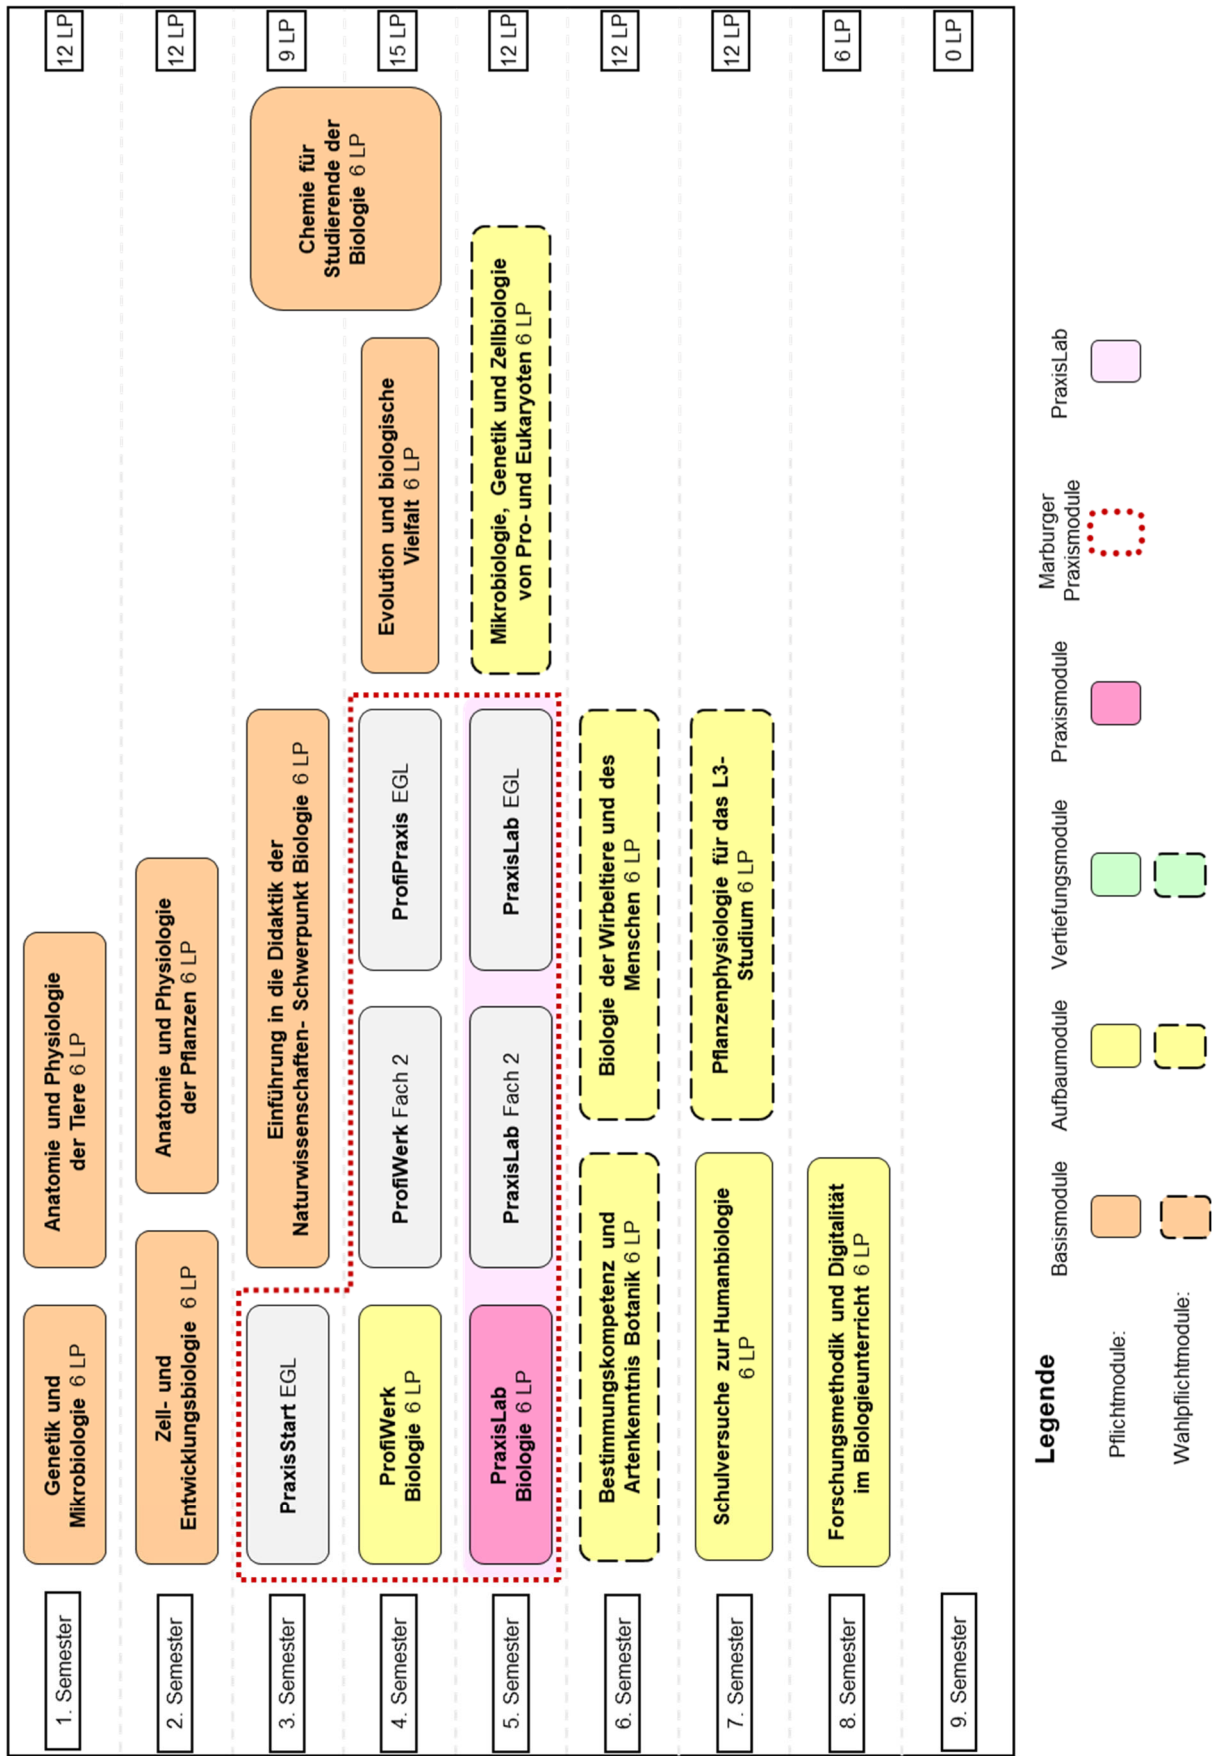 1. Semester
Genetik und
Mikrobiologie 6 LP
Anatomie und Physiologie
der Tiere 6 LP
12 LP
2. Semester
Zell- und
Entwicklungsbiologie 6 LP
Anatomie und Physiologie
der Pflanzen 6 LP
12 LP
3. Semester
PraxisStart EGL
Einführung in die Didaktik der
Naturwissenschaften- Schwerpunkt Biologie 6 LP
Chemie für
Studierende der
Biologie 6 LP
9 LP
4. Semester
ProfiWerk
Biologie 6 LP
ProfiWerk Fach 2
ProfiPraxis EGL
Evolution und biologische
Vielfalt 6 LP
15 LP
5. Semester
PraxisLab
Biologie 6 LP
PraxisLab Fach 2
PraxisLab EGL
Mikrobiologie, Genetik und Zellbiologie
von Pro- und Eukaryoten 6 LP
12 LP
6. Semester
Bestimmungskompetenz und
Artenkenntnis Botanik 6 LP
Biologie der Wirbeltiere und des
Menschen 6 LP
12 LP
7. Semester
Schulversuche zur Humanbiologie
6 LP
Pflanzenphysiologie für das L3-
Studium 6 LP
12 LP
8. Semester
Forschungsmethodik und Digitalität
im Biologieunterricht 6 LP
6 LP
9. Semester
0 LP
Legende
Basismodule
Aufbaumodule
Vertiefungsmodule
Praxismodule
Marburger
Praxismodule
PraxisLab
Pflichtmodule:
Wahlpflichtmodule: